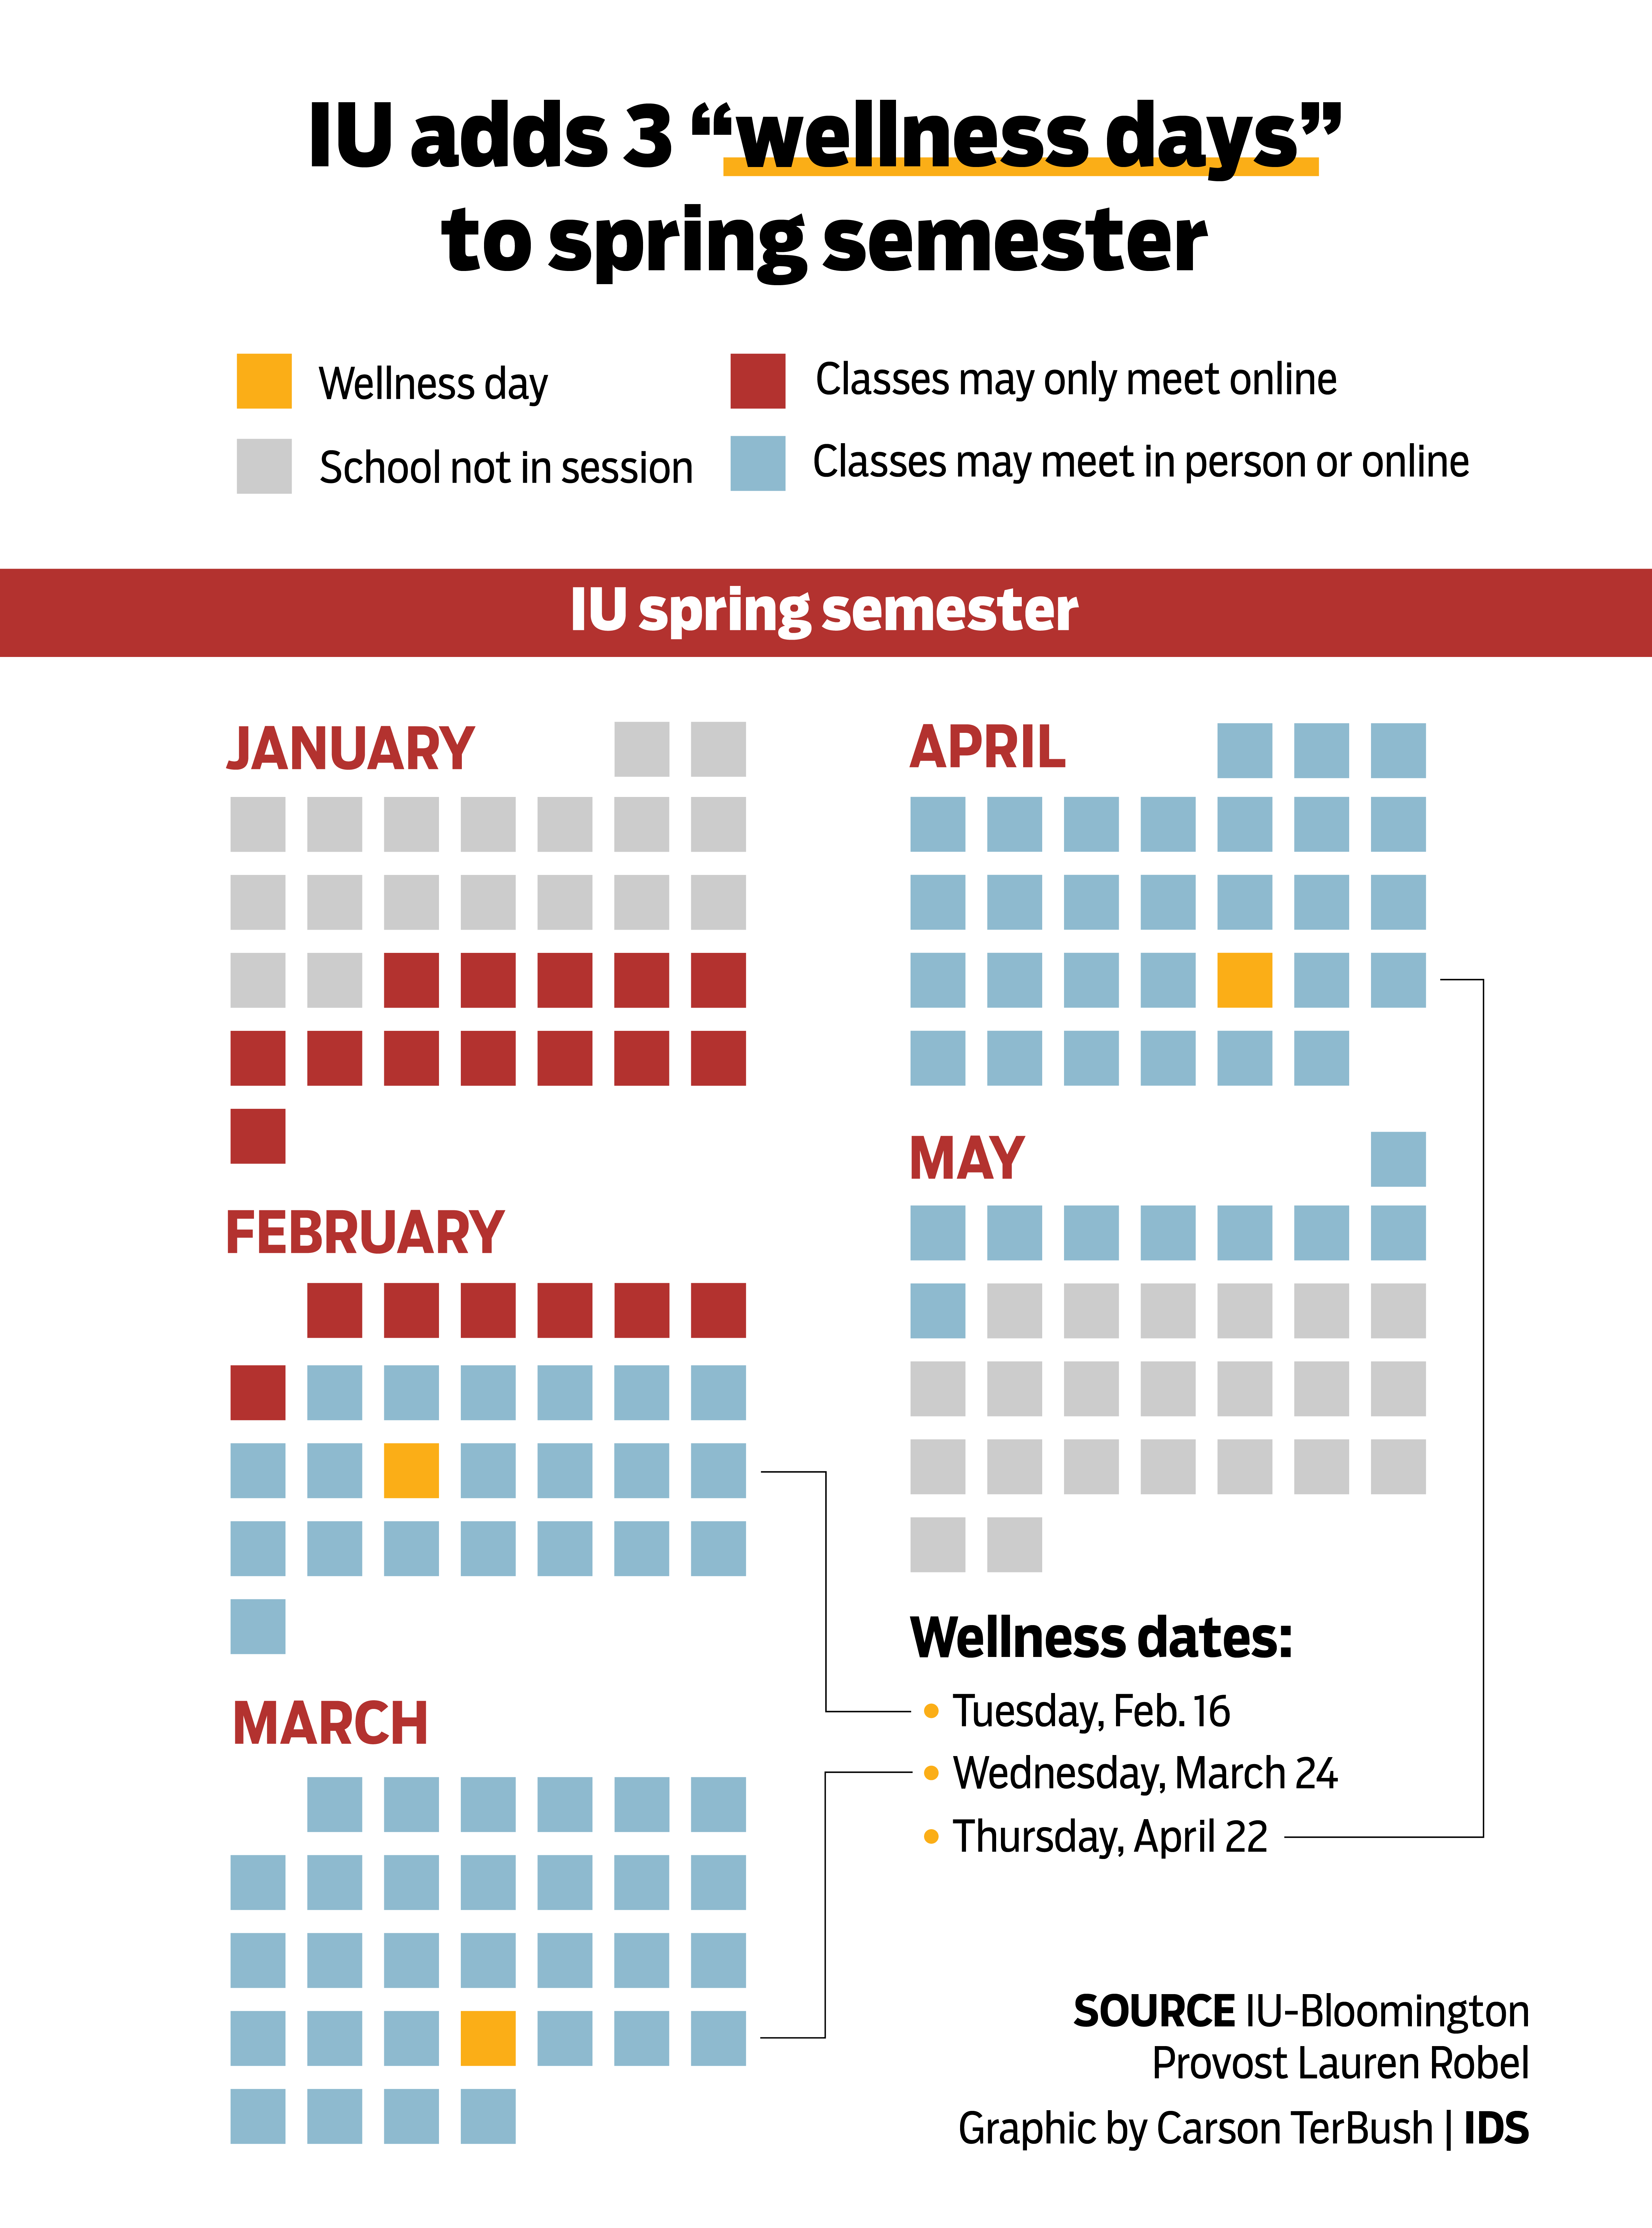 IU adds 3 “wellness days”
to spring semester
Wellness day
Classes may only meet online
School not in session
Classes may meet in person or online
IU spring semester
JANUARY
FEBRUARY
MARCH
APRIL
MAY
Wellness dates:
• Tuesday, Feb. 16
• Wednesday, March 24
• Thursday, April 22
SOURCE IU-Bloomington
Provost Lauren Robel
Graphic by Carson TerBush | IDS